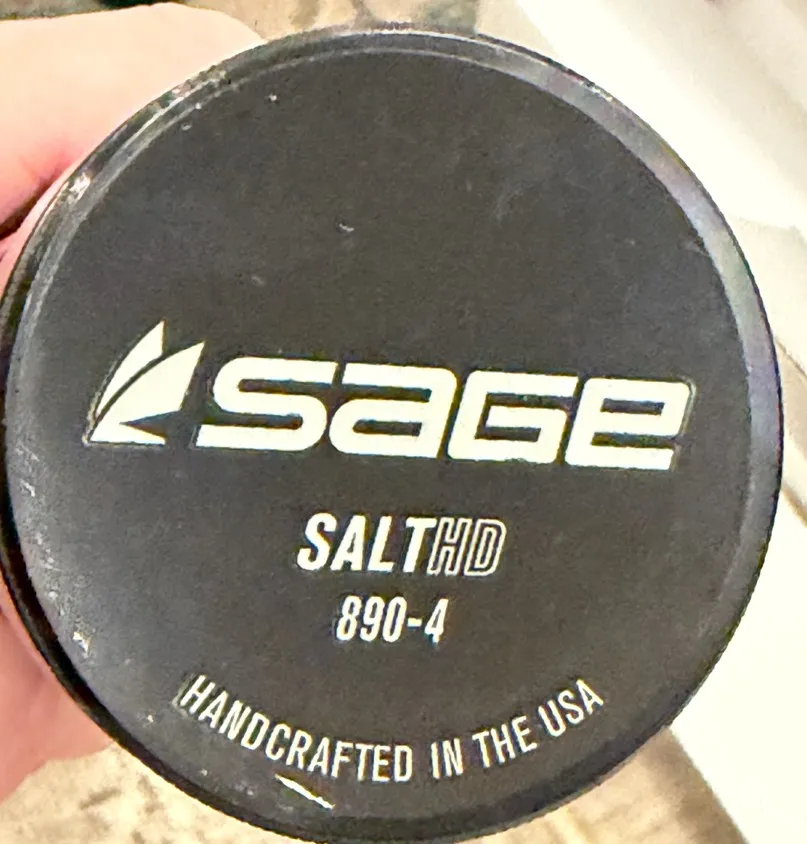 SAGE
SALTHD
890-4
HANDCRAFTED IN THE USA